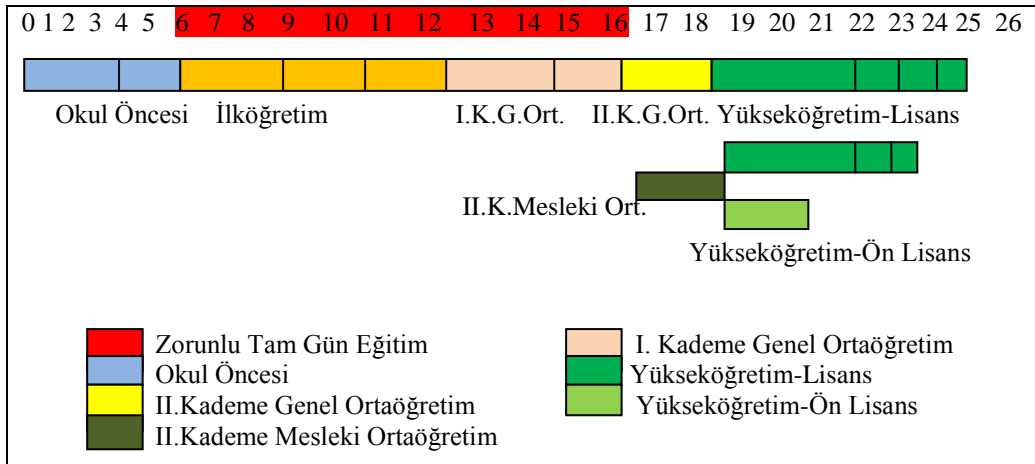 0 1 2 3 4 5 6 7 8 9 10 11 12 13 14 15 16 17 18 19 20 21 22 23 24 25 26
Okul Öncesi İlköğretim I.K.G.Ort. II.K.G.Ort. Yükseköğretim-Lisans
II.K.Mesleki Ort.
Yükseköğretim-Ön Lisans
Zorunlu Tam Gün Eğitim
Okul Öncesi
II.Kademe Genel Ortaöğretim
II.Kademe Mesleki Ortaöğretim
I. Kademe Genel Ortaöğretim
Yükseköğretim-Lisans
Yükseköğretim-Ön Lisans